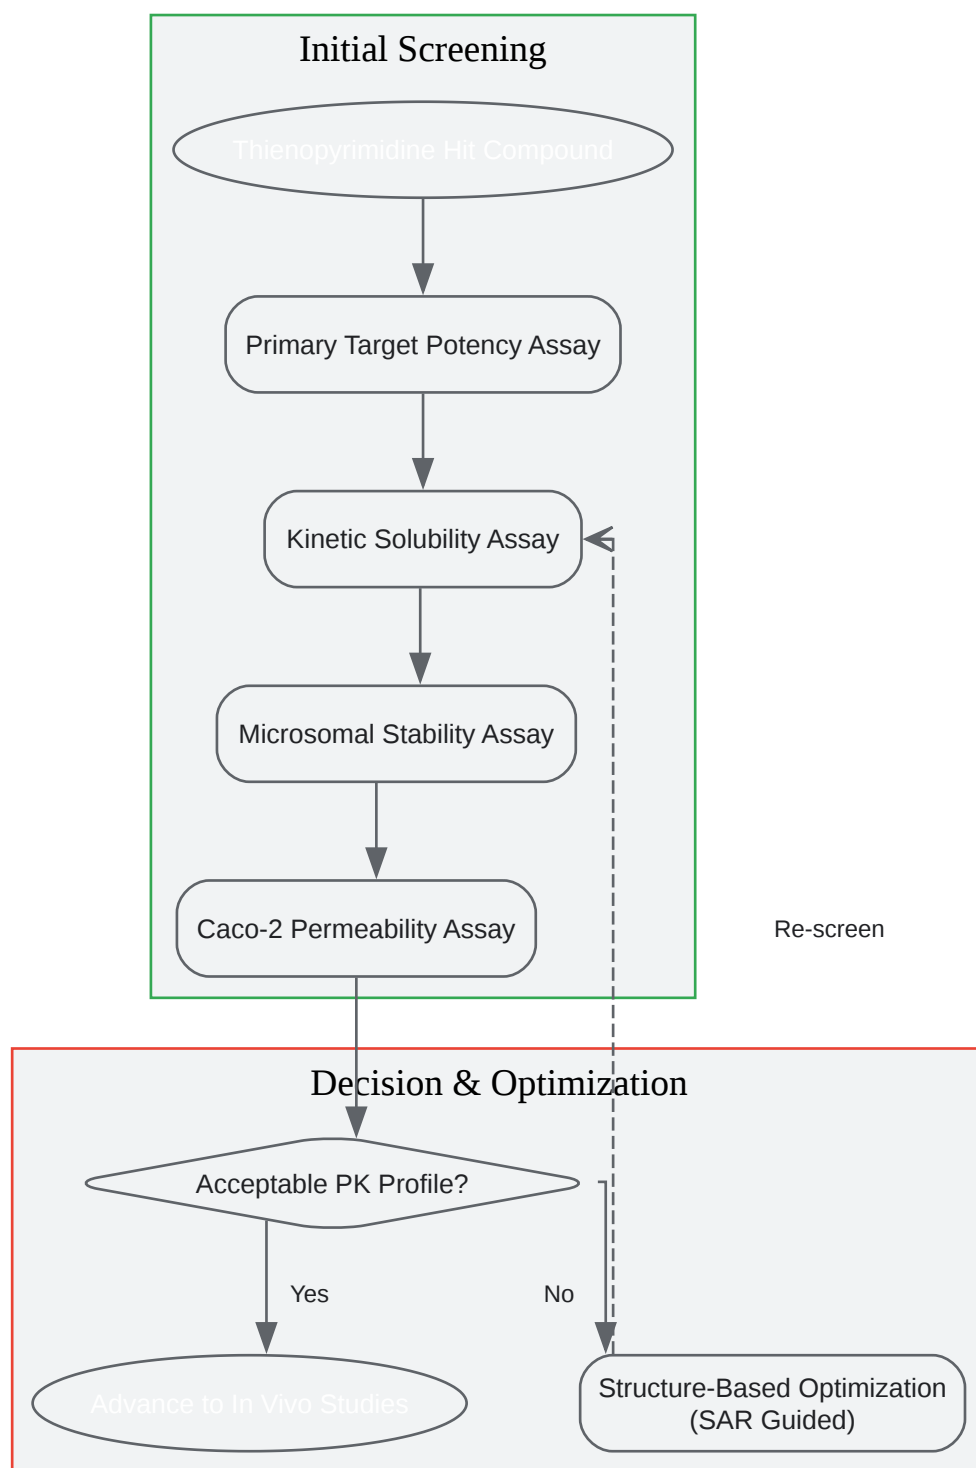 Initial Screening
Thienopyrimidine Hit Compound
Primary Target Potency Assay
Kinetic Solubility Assay
Microsomal Stability Assay
Caco-2 Permeability Assay
Re-screen
Decision & Optimization
Acceptable PK Profile?
Yes
No
Advance to In Vivo Studies
Structure-Based Optimization
(SAR Guided)